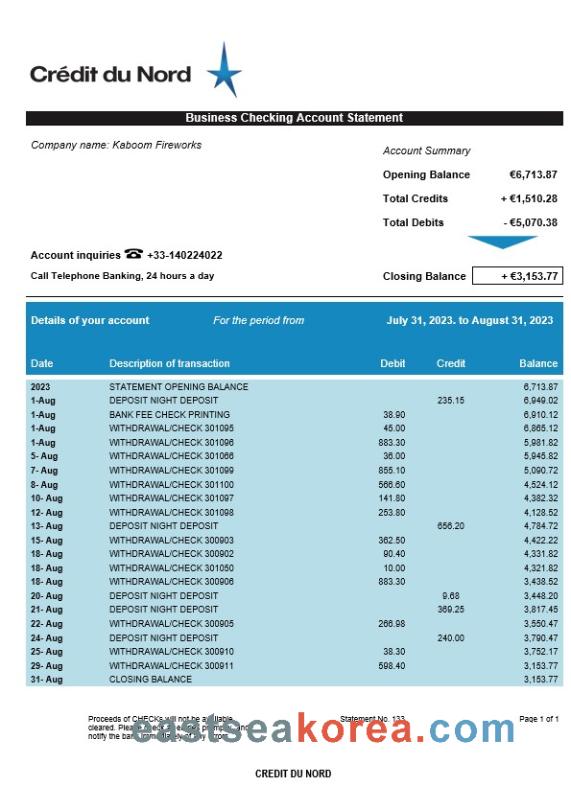 Crédit du Nord
Business Checking Account Statement
Company name: Kaboom Fireworks
Account Summary
Opening Balance €6,713.87
Total Credits + €1,510.28
Total Debits - €5,070.38
Account inquiries ☎ +33-140224022
Call Telephone Banking, 24 hours a day
Closing Balance + €3,153.77
Details of your account For the period from July 31, 2023. to August 31, 2023
Date Description of transaction Debit Credit Balance
2023 STATEMENT OPENING BALANCE 6,713.87
1-Aug DEPOSIT NIGHT DEPOSIT 235.15 6,949.02
1-Aug BANK FEE CHECK PRINTING 38.90 6,910.12
1-Aug WITHDRAWAL/CHECK 301095 45.00 6,865.12
1-Aug WITHDRAWAL/CHECK 301096 883.30 5,981.82
5- Aug WITHDRAWAL/CHECK 301066 36.00 5,945.82
7- Aug WITHDRAWAL/CHECK 301099 855.10 5,090.72
8- Aug WITHDRAWAL/CHECK 301100 566.60 4,524.12
10- Aug WITHDRAWAL/CHECK 301097 141.80 4,382.32
12- Aug WITHDRAWAL/CHECK 301098 253.80 4,128.52
13- Aug DEPOSIT NIGHT DEPOSIT 656.20 4,784.72
15- Aug WITHDRAWAL/CHECK 300903 362.50 4,422.22
18- Aug WITHDRAWAL/CHECK 300902 90.40 4,331.82
18- Aug WITHDRAWAL/CHECK 301050 10.00 4,321.82
18- Aug WITHDRAWAL/CHECK 300906 883.30 3,438.52
20- Aug DEPOSIT NIGHT DEPOSIT 9.68 3,448.20
21- Aug DEPOSIT NIGHT DEPOSIT 369.25 3,817.45
22- Aug WITHDRAWAL/CHECK 300905 266.98 3,550.47
24- Aug DEPOSIT NIGHT DEPOSIT 240.00 3,790.47
25- Aug WITHDRAWAL/CHECK 300910 38.30 3,752.17
29- Aug WITHDRAWAL/CHECK 300911 598.40 3,153.77
31- Aug CLOSING BALANCE 3,153.77
Proceeds of CHECKs will not be available Statement No. 133 Page 1 of 1
cleared. Please and
notify the bank immediately of any errors
eastseakorea.com
CREDIT DU NORD